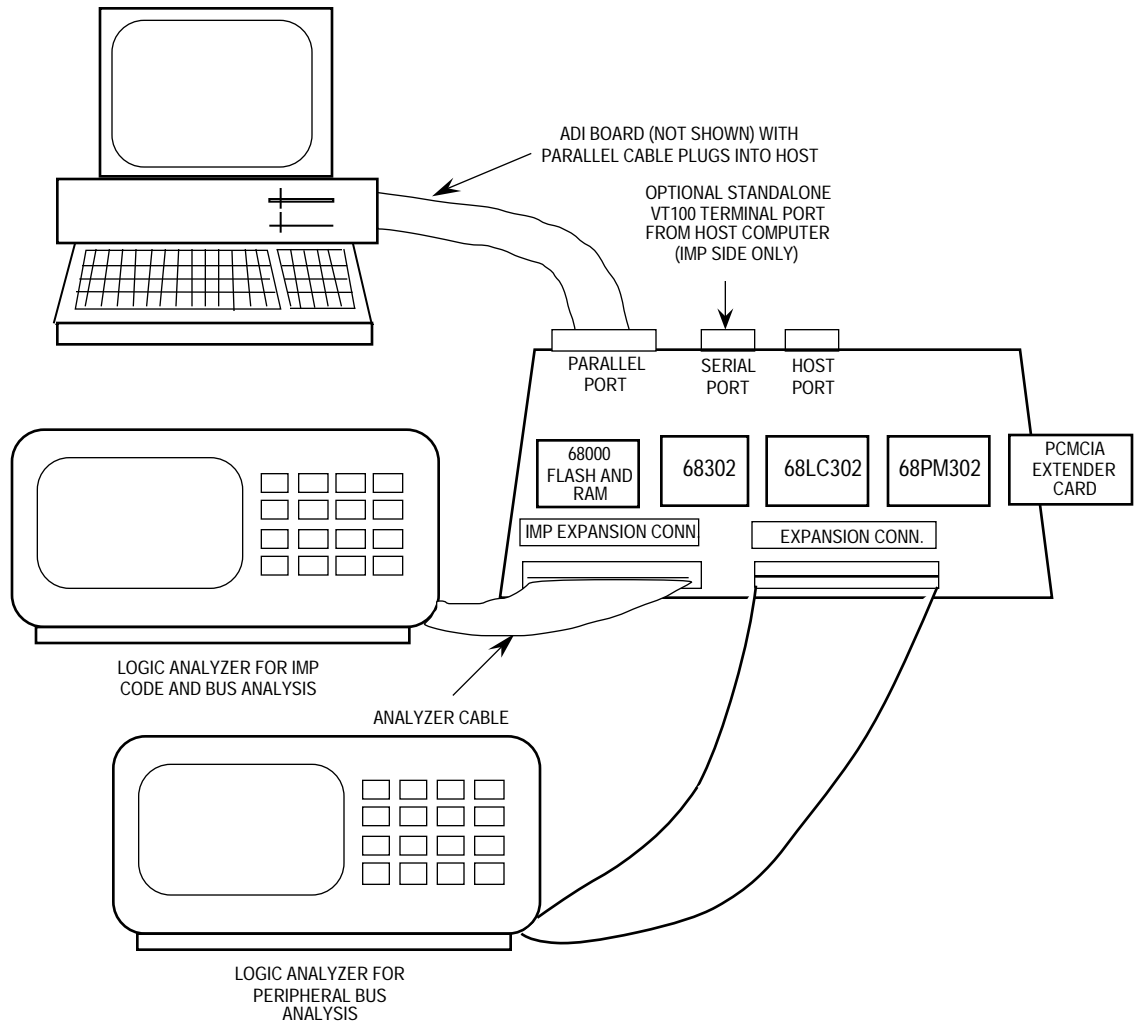 ADI BOARD (NOT SHOWN) WITH
PARALLEL CABLE PLUGS INTO HOST
OPTIONAL STANDALONE
VT100 TERMINAL PORT
FROM HOST COMPUTER
(IMP SIDE ONLY)
PARALLEL
PORT
SERIAL
PORT
HOST
PORT
68000
FLASH AND
RAM
68302
68LC302
68PM302
PCMCIA
EXTENDER
CARD
IMP EXPANSION CONN.
EXPANSION CONN.
LOGIC ANALYZER FOR IMP
CODE AND BUS ANALYSIS
ANALYZER CABLE
LOGIC ANALYZER FOR
PERIPHERAL BUS
ANALYSIS